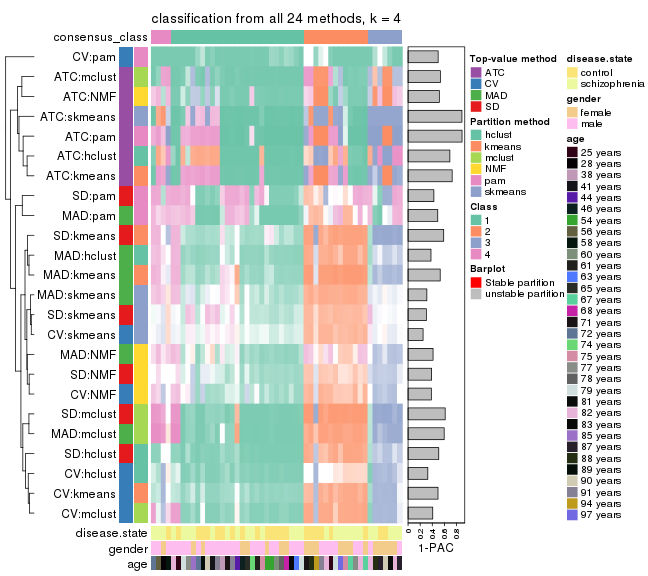 classification from all 24 methods, k = 4
consensus_class
CV:pam
ATC:mclust
ATC:NMF
ATC:skmeans
ATC:pam
ATC:hclust
ATC:kmeans
SD:pam
MAD:pam
SD:kmeans
MAD:hclust
MAD:kmeans
MAD:skmeans
SD:skmeans
CV:skmeans
MAD:NMF
SD:NMF
CV:NMF
SD:mclust
MAD:mclust
SD:hclust
CV:hclust
CV:kmeans
CV:mclust
disease.state
gender
age
0
0.2
0.4
0.6
0.8
1-PAC
Top-value method
ATC
CV
MAD
SD
Partition method
hclust
kmeans
mclust
NMF
pam
skmeans
Class
1
2
3
4
Barplot
Stable partition
unstable partition
disease.state
control
schizophrenia
gender
female
male
age
25 years
28 years
38 years
41 years
44 years
46 years
54 years
56 years
58 years
60 years
61 years
63 years
65 years
67 years
68 years
71 years
72 years
74 years
75 years
77 years
78 years
79 years
81 years
82 years
83 years
85 years
87 years
88 years
89 years
90 years
91 years
94 years
97 years